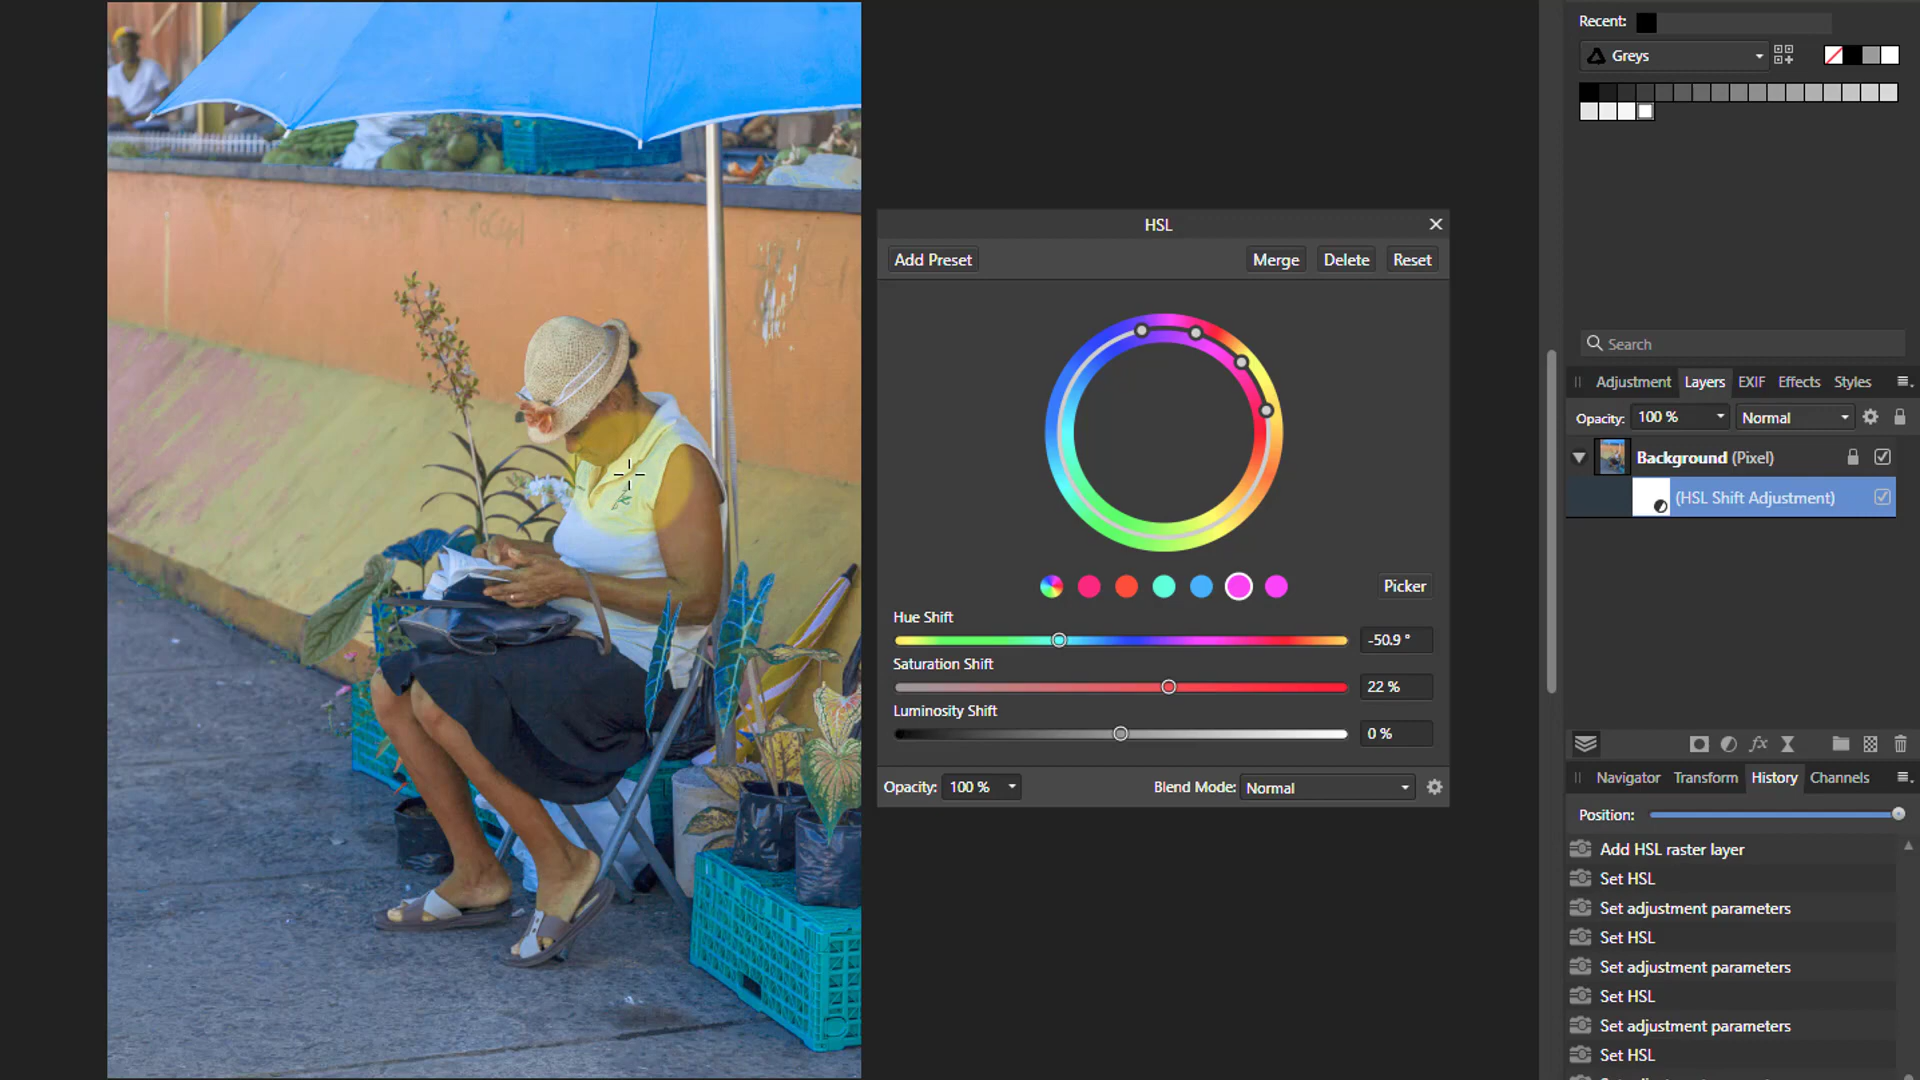 Recent:
Greys
Search
Adjustment Layers EXIF Effects Styles
Opacity: 100 % Normal
Background (Pixel)
(HSL Shift Adjustment)
Navigator Transform History Channels
Position:
Add HSL raster layer
Set HSL
Set adjustment parameters
Set HSL
Set adjustment parameters
Set HSL
Set adjustment parameters
Set HSL
HSL
Add Preset Merge Delete Reset
Picker
Hue Shift
-50.9 °
Saturation Shift
22 %
Luminosity Shift
0 %
Opacity: 100 % Blend Mode: Normal